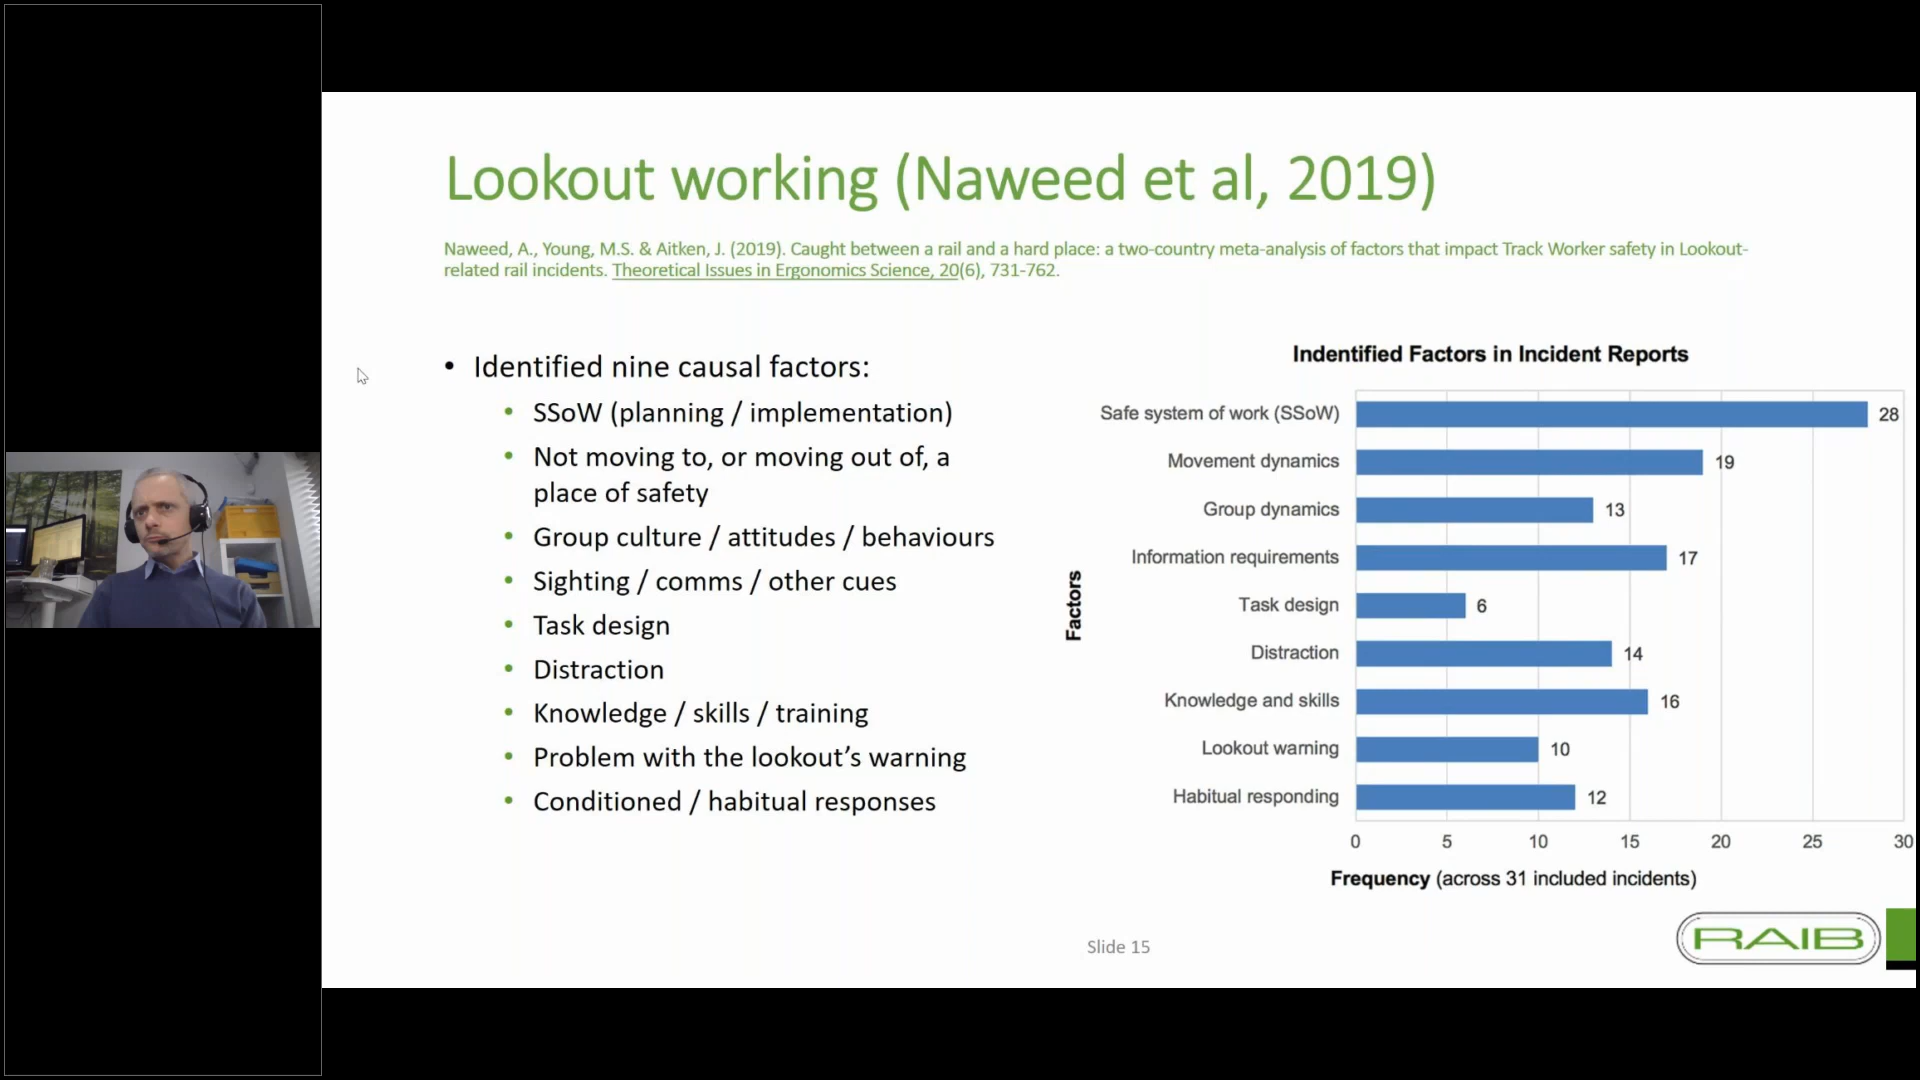 Lookout working (Naweed et al, 2019)
Naweed, A., Young, M.S. & Aitken, J. (2019). Caught between a rail and a hard place: a two-country meta-analysis of factors that impact Track Worker safety in Lookout-
related rail incidents. Theoretical Issues in Ergonomics Science, 20(6), 731-762.
• Identified nine causal factors:
• SSoW (planning / implementation)
• Not moving to, or moving out of, a
place of safety
• Group culture / attitudes / behaviours
• Sighting / comms / other cues
• Task design
• Distraction
• Knowledge / skills / training
• Problem with the lookout’s warning
• Conditioned / habitual responses
Indentified Factors in Incident Reports
Factors
Safe system of work (SSoW) 28
Movement dynamics 19
Group dynamics 13
Information requirements 17
Task design 6
Distraction 14
Knowledge and skills 16
Lookout warning 10
Habitual responding 12
0 5 10 15 20 25 30
Frequency (across 31 included incidents)
Slide 15
RAIB